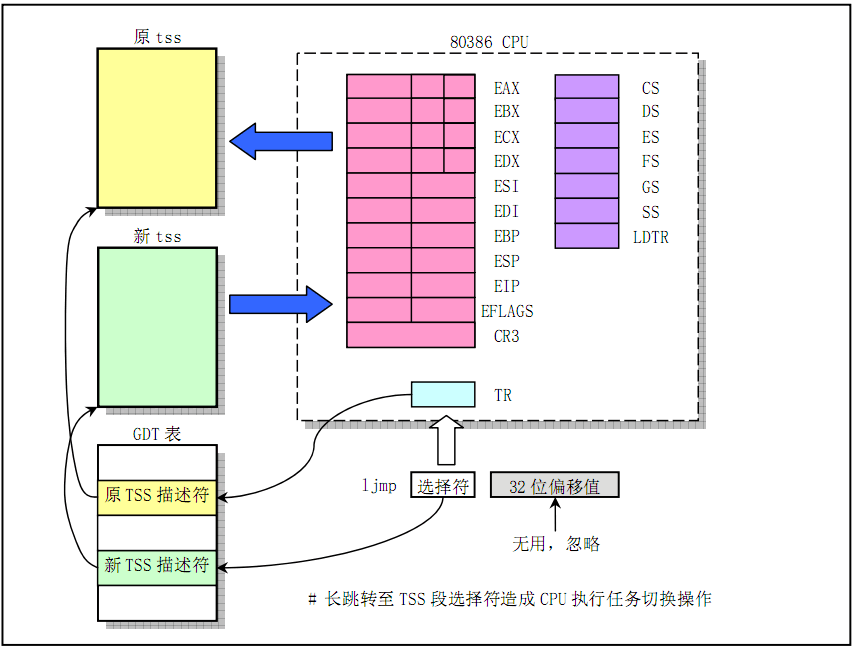 原 tss
80386 CPU
EAX
EBX
ECX
EDX
ESI
EDI
EBP
ESP
EIP
EFLAGS
CR3
CS
DS
ES
FS
GS
SS
LDTR
新 tss
TR
GDT 表
原 TSS 描述符
新 TSS 描述符
ljmp 选择符 32 位偏移值
无用，忽略
# 长跳转至 TSS 段选择符造成 CPU 执行任务切换操作